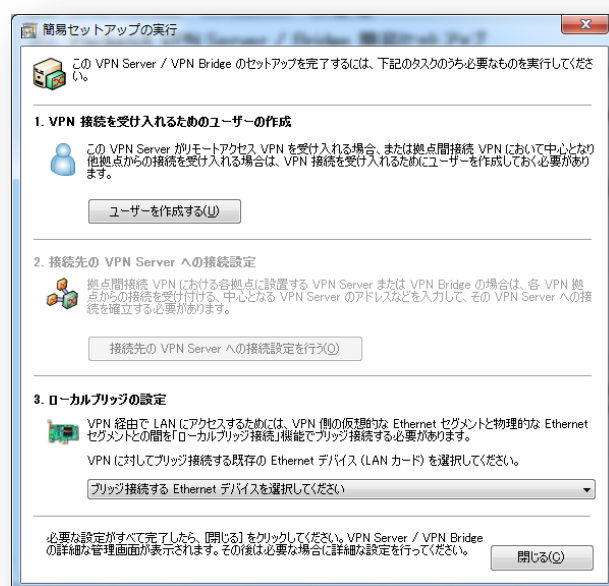 簡易セットアップの実行
この VPN Server / VPN Bridge のセットアップを完了するには、下記のタスクのうち必要なものを実行してくださ
い。
1. VPN 接続を受け入れるためのユーザーの作成
この VPN Server がリモートアクセス VPN を受け入れる場合、または拠点間接続 VPN において中心となり
他拠点からの接続を受け入れる場合は、VPN 接続を受け入れるためにユーザーを作成しておく必要があり
ます。
ユーザーを作成する(U)
2. 接続先の VPN Server への接続設定
拠点間接続 VPN における各拠点に設置する VPN Server または VPN Bridge の場合は、各 VPN 拠
点からの接続を受け付ける、中心となる VPN Server のアドレスなどを入力して、その VPN Server への接
続を確立する必要があります。
接続先の VPN Server への接続設定を行う(O)
3. ローカルブリッジの設定
VPN 経由で LAN にアクセスするためには、VPN 側の仮想的な Ethernet セグメントと物理的な Ethernet
セグメントとの間を「ローカルブリッジ接続」機能でブリッジ接続する必要があります。
VPN に対してブリッジ接続する既存の Ethernet デバイス (LAN カード) を選択してください。
ブリッジ接続する Ethernet デバイスを選択してください
必要な設定がすべて完了したら、[閉じる] をクリックしてください。VPN Server / VPN Bridge
の詳細な管理画面が表示されます。その後は必要な場合に詳細な設定を行ってください。
閉じる(C)